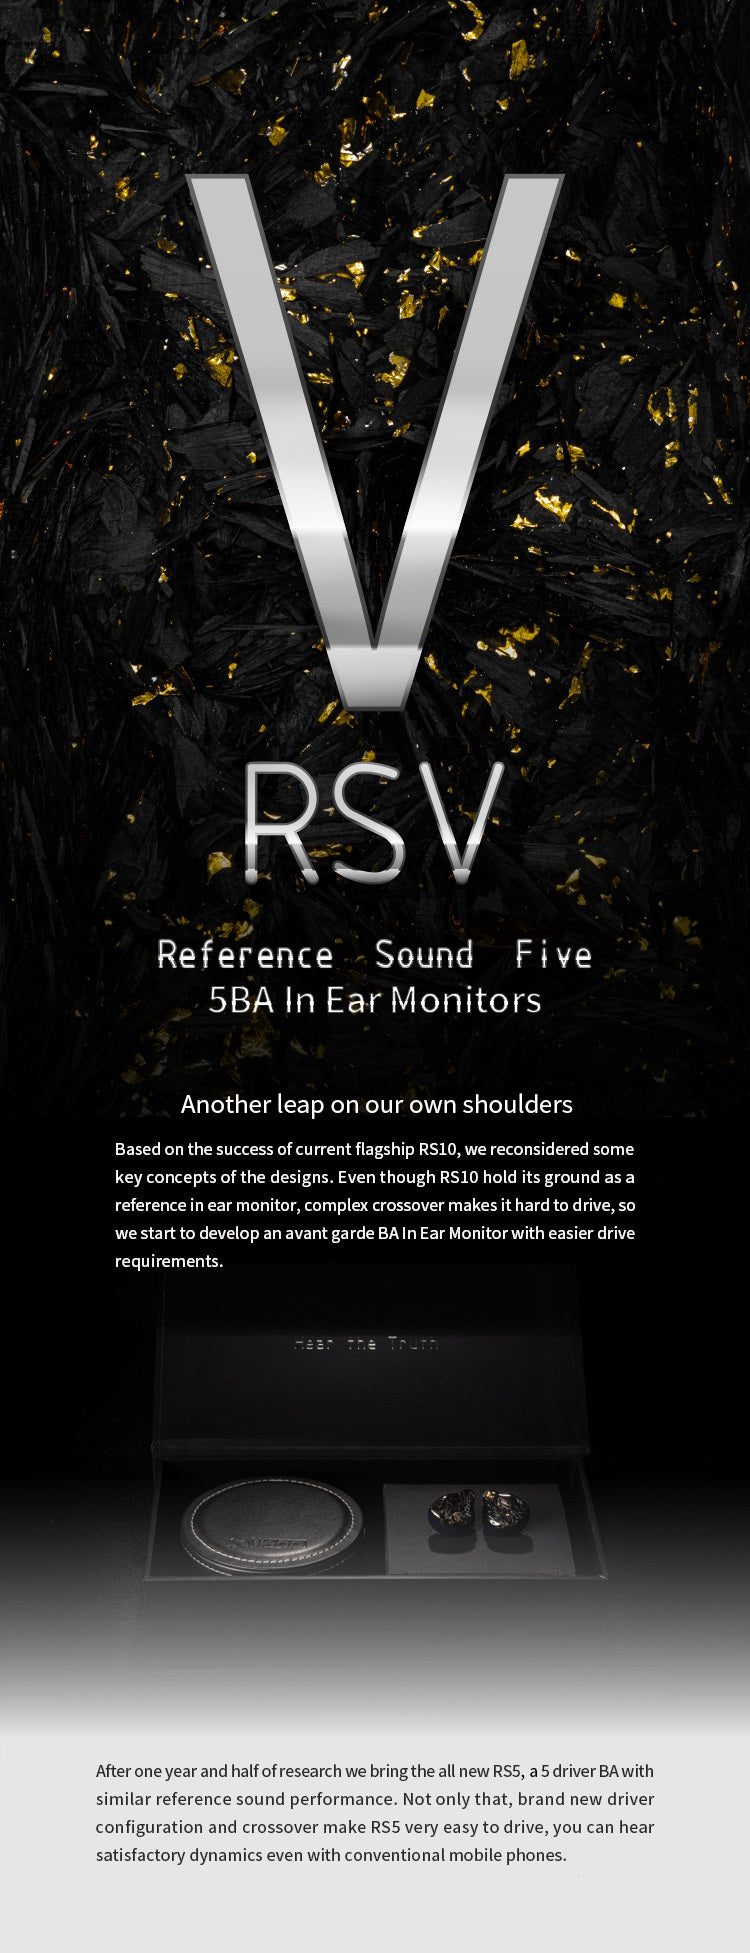 V
RSV
Reference Sound Five
5BA In Ear Monitors
Another leap on our own shoulders
Based on the success of current flagship RS10, we reconsidered some
key concepts of the designs. Even though RS10 hold its ground as a
reference in ear monitor, complex crossover makes it hard to drive, so
we start to develop an avant garde BA In Ear Monitor with easier drive
requirements.
Hear the Truth
After one year and half of research we bring the all new RS5, a 5 driver BA with
similar reference sound performance. Not only that, brand new driver
configuration and crossover make RS5 very easy to drive, you can hear
satisfactory dynamics even with conventional mobile phones.